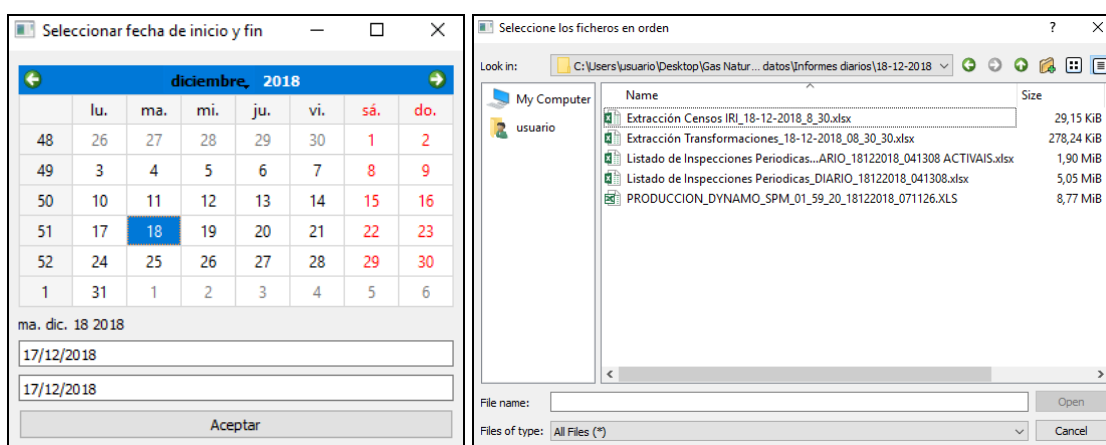 Seleccionar fecha de inicio y fin
diciembre, 2018
lu. ma. mi. ju. vi. sá. do.
48 26 27 28 29 30 1 2
49 3 4 5 6 7 8 9
50 10 11 12 13 14 15 16
51 17 18 19 20 21 22 23
52 24 25 26 27 28 29 30
1 31 1 2 3 4 5 6
ma. dic. 18 2018
17/12/2018
17/12/2018
Aceptar
Seleccione los ficheros en orden
Look in: C:\Users\usuario\Desktop\Gas Natur... datos\Informes diarios\18-12-2018
My Computer
usuario
Name Size
Extracción Censos IRI_18-12-2018_8_30.xlsx 29,15 KiB
Extracción Transformaciones_18-12-2018_08_30_30.xlsx 278,24 KiB
Listado de Inspecciones Periodicas...ARIO_18122018_041308 ACTIVAIS.xlsx 1,90 MiB
Listado de Inspecciones Periodicas_DIARIO_18122018_041308.xlsx 5,05 MiB
PRODUCCION_DYNAMO_SPM_01_59_20_18122018_071126.XLS 8,77 MiB
File name: Open
Files of type: All Files (*) Cancel